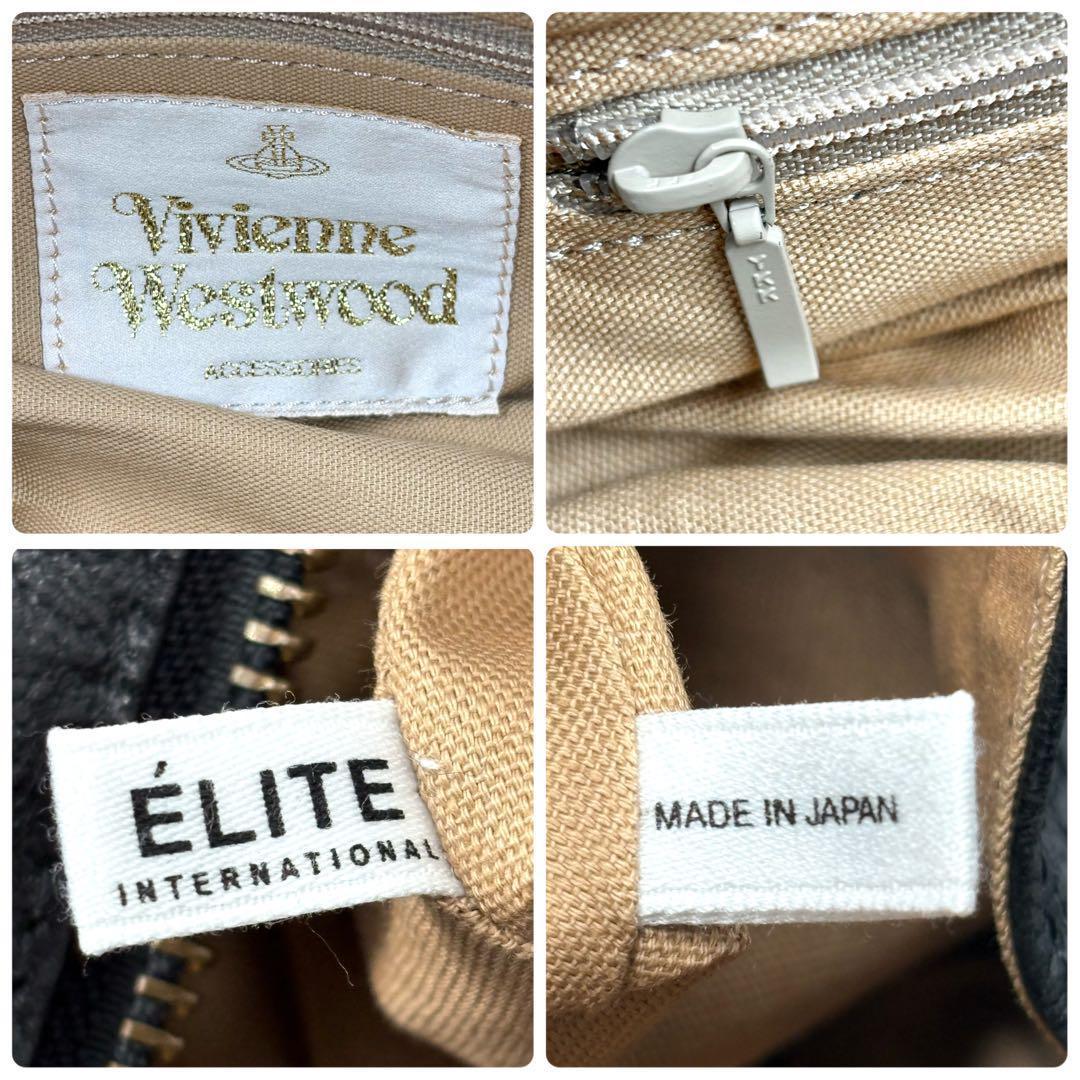 Vivienne
Westwood
ACCESSORIES
YKK
ÉLITE
INTERNATIONAL
MADE IN JAPAN